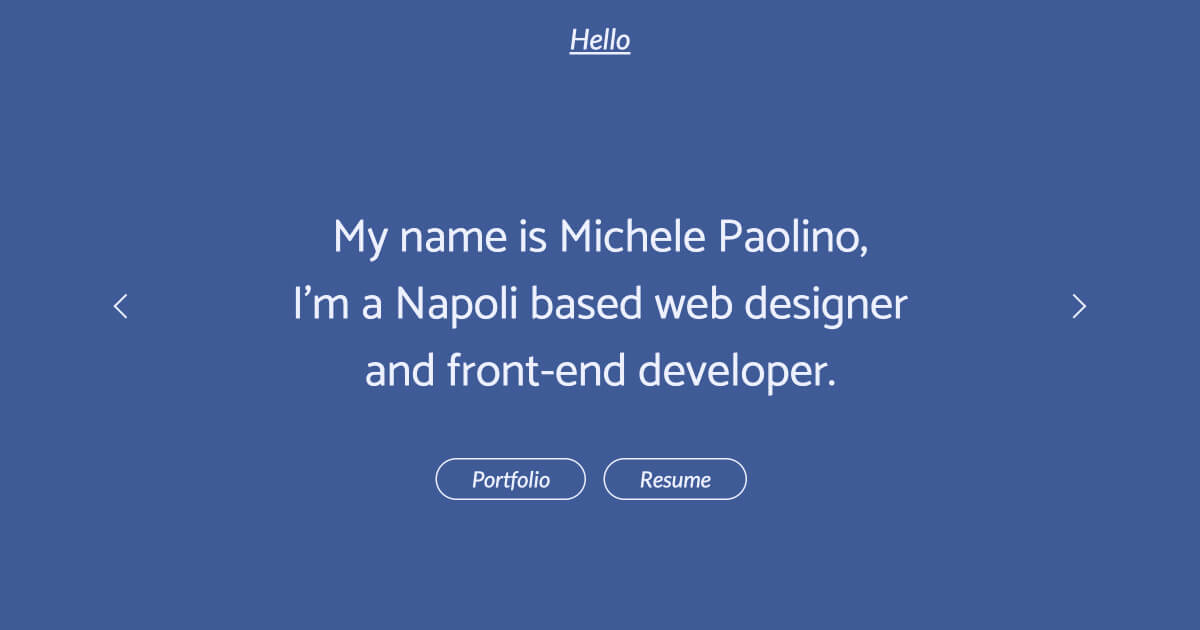 Hello
My name is Michele Paolino,
I’m a Napoli based web designer
and front-end developer.
Portfolio
Resume